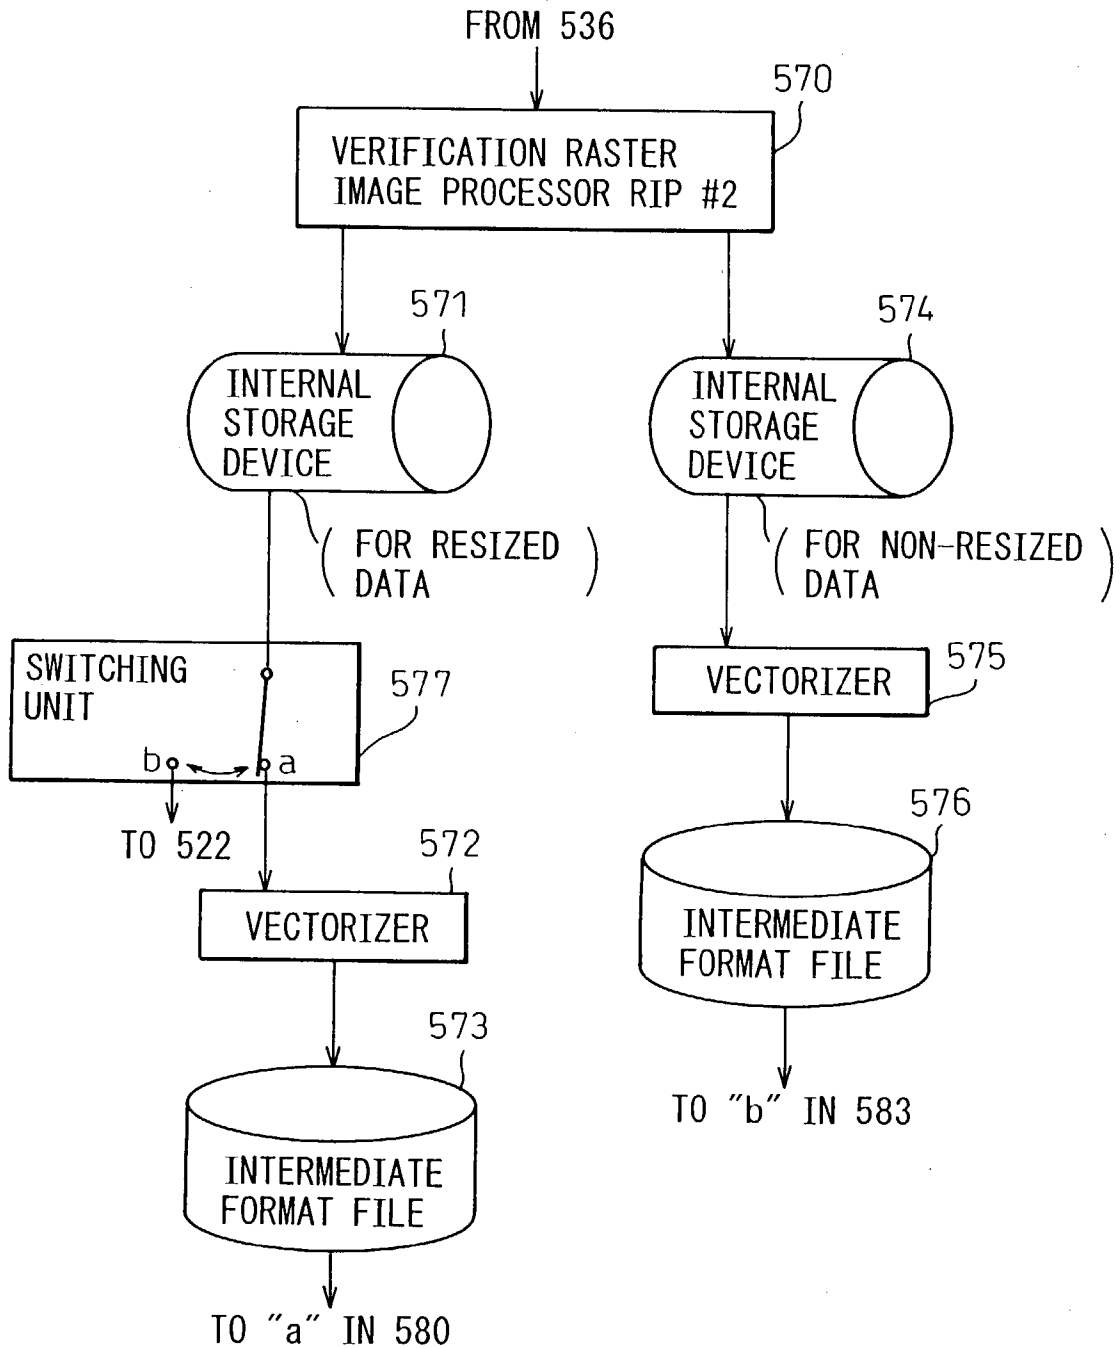 FROM 536
570
VERIFICATION RASTER
IMAGE PROCESSOR RIP #2
571
INTERNAL
STORAGE
DEVICE
(FOR RESIZED
DATA)
574
INTERNAL
STORAGE
DEVICE
(FOR NON-RESIZED
DATA)
SWITCHING
UNIT
577
b
a
TO 522
575
VECTORIZER
572
VECTORIZER
576
INTERMEDIATE
FORMAT FILE
TO "b" IN 583
573
INTERMEDIATE
FORMAT FILE
TO "a" IN 580